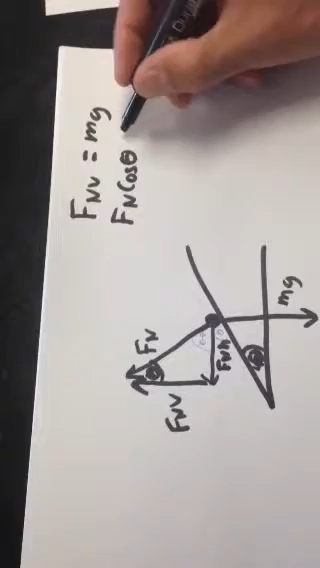 F_NV = mg
F_N Cosθ
F_N
F_NV
F_Nh
θ
θ
mg